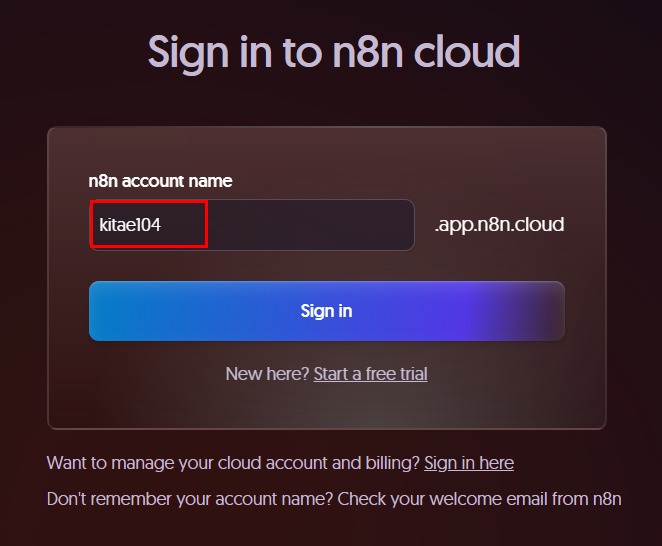 Sign in to n8n cloud
n8n account name
kitae104
.app.n8n.cloud
Sign in
New here? Start a free trial
Want to manage your cloud account and billing? Sign in here
Don't remember your account name? Check your welcome email from n8n